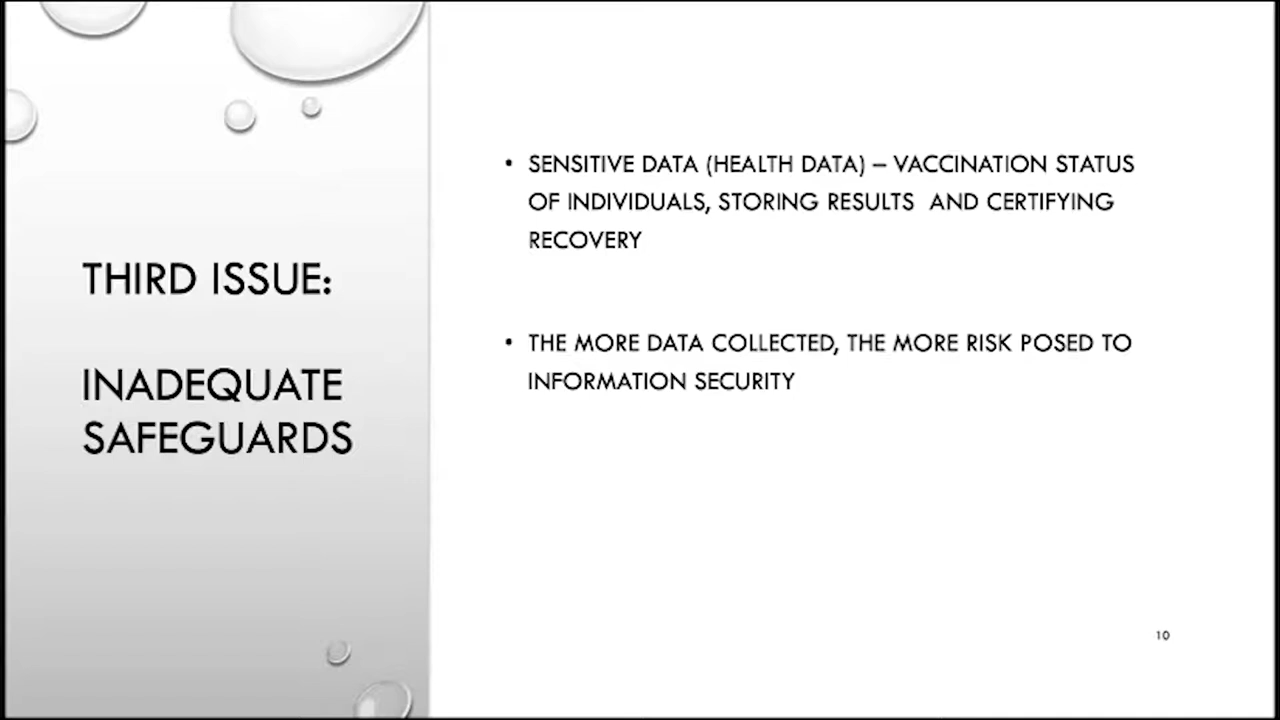 THIRD ISSUE:
INADEQUATE
SAFEGUARDS
• SENSITIVE DATA (HEALTH DATA) – VACCINATION STATUS
OF INDIVIDUALS, STORING RESULTS  AND CERTIFYING
RECOVERY
• THE MORE DATA COLLECTED, THE MORE RISK POSED TO
INFORMATION SECURITY
10